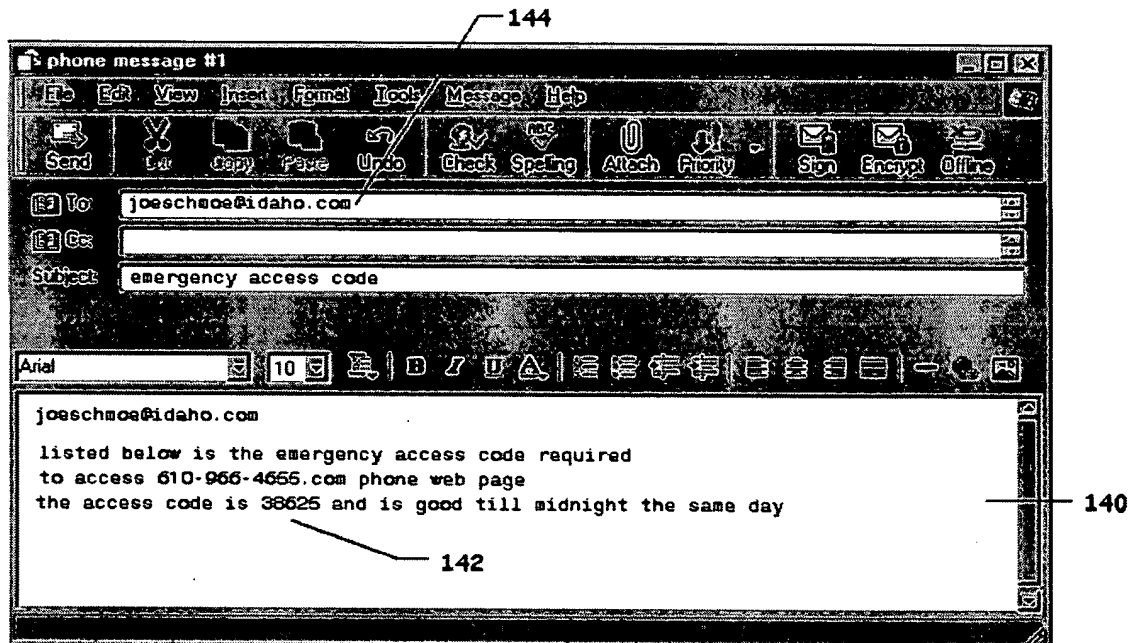 144
phone message #1
File Edit View Insert Format Tools Message Help
Send Cut Copy Paste Undo Check Spelling Attach Priority Sign Encrypt Offline
ABC
To: joeschmoe@idaho.com
Cc:
Subject: emergency access code
Arial 10 B I U A
joeschmoe@idaho.com
listed below is the emergency access code required
to access 610-966-4655.com phone web page
the access code is 38625 and is good till midnight the same day
140
142